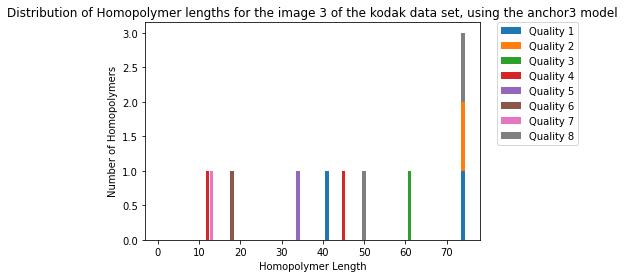 Distribution of Homopolymer lengths for the image 3 of the kodak data set, using the anchor3 model
3.0
2.5
2.0
1.5
1.0
0.5
0.0
Number of Homopolymers
0 10 20 30 40 50 60 70
Homopolymer Length
Quality 1
Quality 2
Quality 3
Quality 4
Quality 5
Quality 6
Quality 7
Quality 8